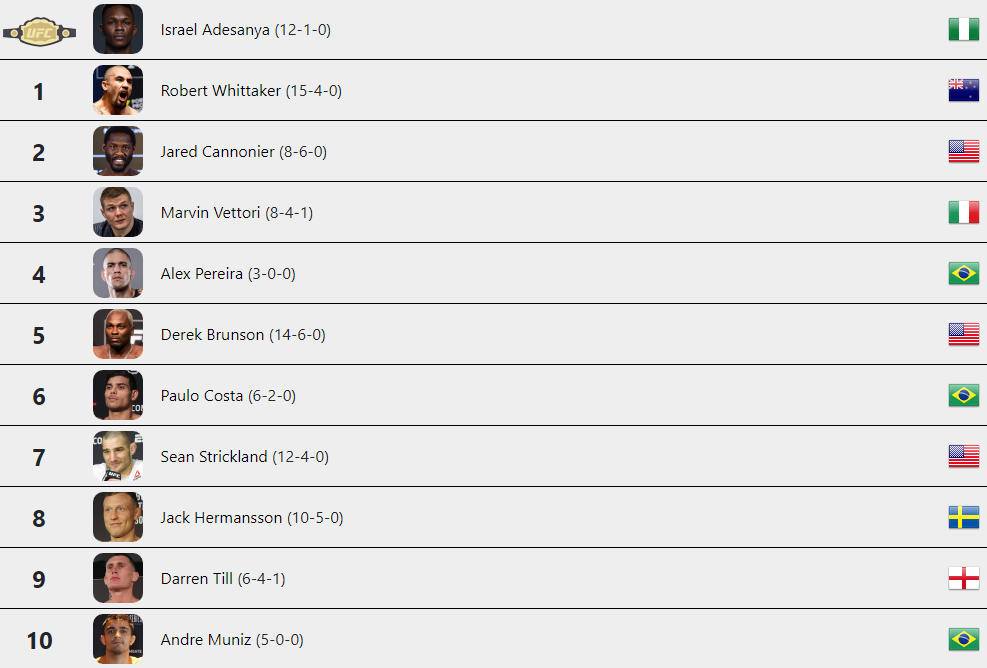 UFC Israel Adesanya (12-1-0)
1 Robert Whittaker (15-4-0)
2 Jared Cannonier (8-6-0)
3 Marvin Vettori (8-4-1)
4 Alex Pereira (3-0-0)
5 Derek Brunson (14-6-0)
6 Paulo Costa (6-2-0)
7 Sean Strickland (12-4-0)
8 Jack Hermansson (10-5-0)
9 Darren Till (6-4-1)
10 Andre Muniz (5-0-0)